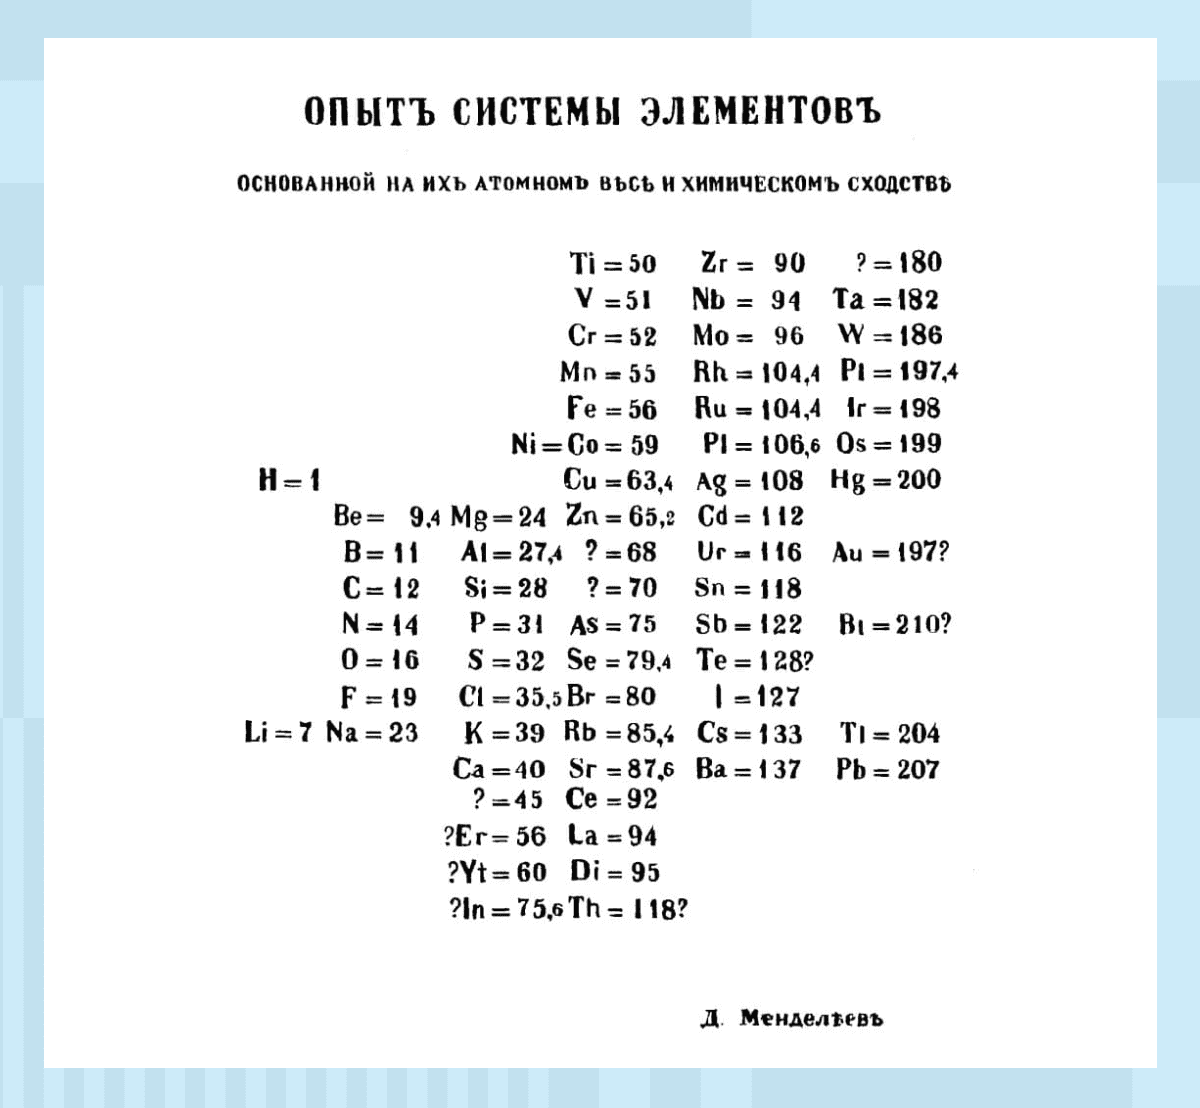 ОПЫТЪ СИСТЕМЫ ЭЛЕМЕНТОВЪ
ОСНОВАННОЙ НА ИХЪ АТОМНОМЪ ВѢСѢ И ХИМИЧЕСКОМЪ СХОДСТВѢ
Ti = 50 Zr = 90 ? = 180
V = 51 Nb = 94 Ta = 182
Cr = 52 Mo = 96 W = 186
Mn = 55 Rh = 104,4 Pt = 197,4
Fe = 56 Ru = 104,4 Ir = 198
Ni = Co = 59 Pl = 106,6 Os = 199
H = 1 Cu = 63,4 Ag = 108 Hg = 200
Be = 9,4 Mg = 24 Zn = 65,2 Cd = 112
B = 11 Al = 27,4 ? = 68 Ur = 116 Au = 197?
C = 12 Si = 28 ? = 70 Sn = 118
N = 14 P = 31 As = 75 Sb = 122 Bi = 210?
O = 16 S = 32 Se = 79,4 Te = 128?
F = 19 Cl = 35,5 Br = 80 I = 127
Li = 7 Na = 23 K = 39 Rb = 85,4 Cs = 133 Tl = 204
Ca = 40 Sr = 87,6 Ba = 137 Pb = 207
? = 45 Ce = 92
?Er = 56 La = 94
?Yt = 60 Di = 95
?In = 75,6 Th = 118?
Д. Менделѣевъ